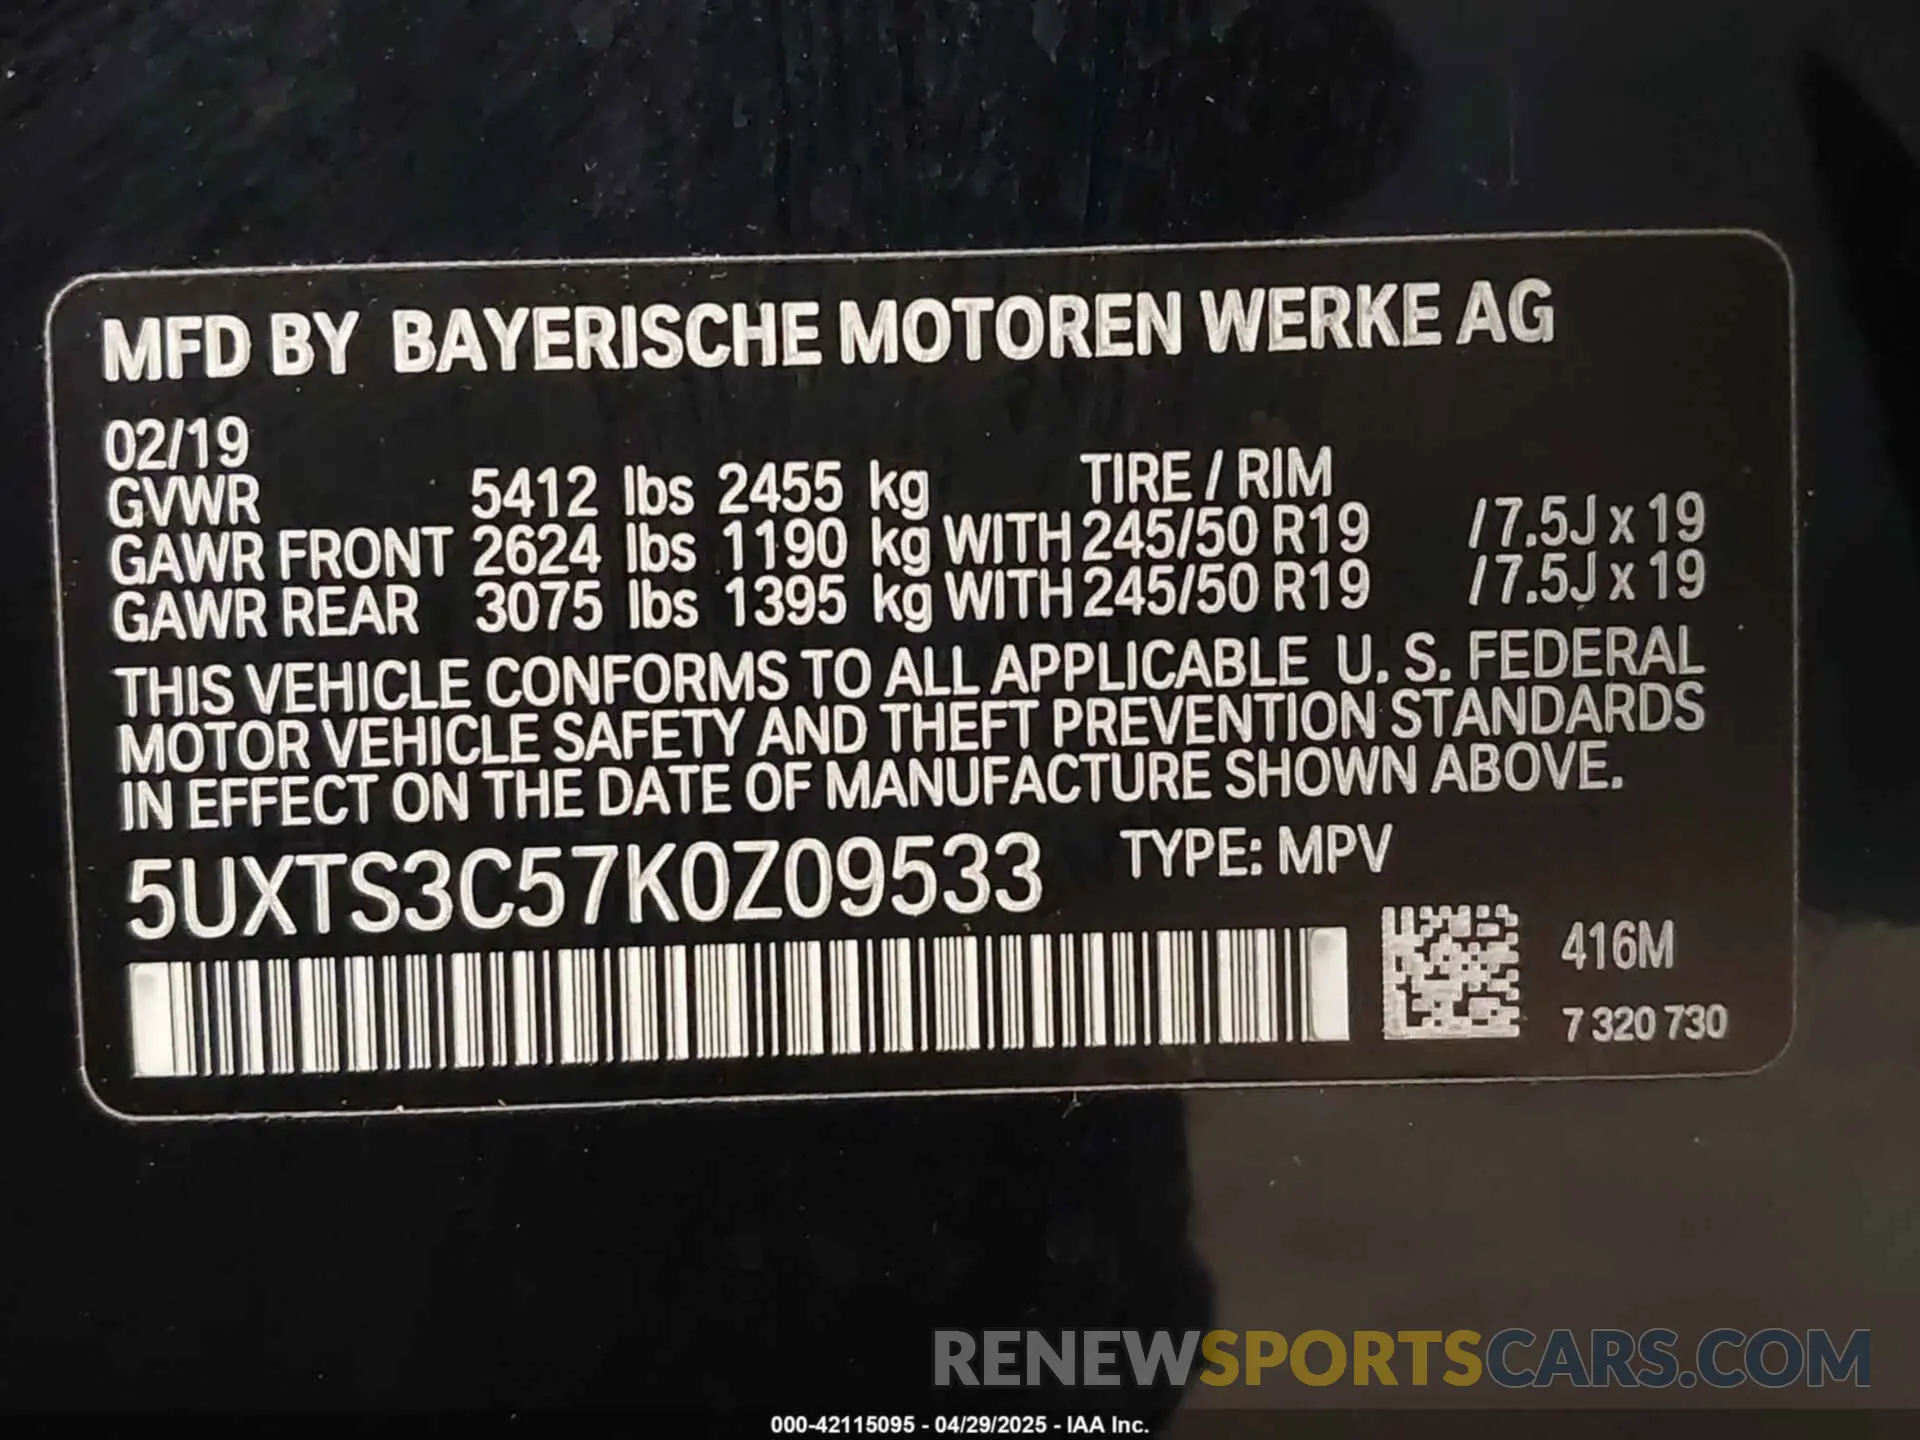 MFD BY BAYERISCHE MOTOREN WERKE AG
02/19
GVWR 5412 lbs 2455 kg TIRE / RIM
GAWR FRONT 2624 lbs 1190 kg WITH 245/50 R19 / 7.5J x 19
GAWR REAR 3075 lbs 1395 kg WITH 245/50 R19 / 7.5J x 19
THIS VEHICLE CONFORMS TO ALL APPLICABLE U. S. FEDERAL
MOTOR VEHICLE SAFETY AND THEFT PREVENTION STANDARDS
IN EFFECT ON THE DATE OF MANUFACTURE SHOWN ABOVE.
5UXTS3C57K0Z09533 TYPE: MPV
416M
7 320 730
RENEWSPORTSCARS.COM
000-42115095 - 04/29/2025 - IAA Inc.